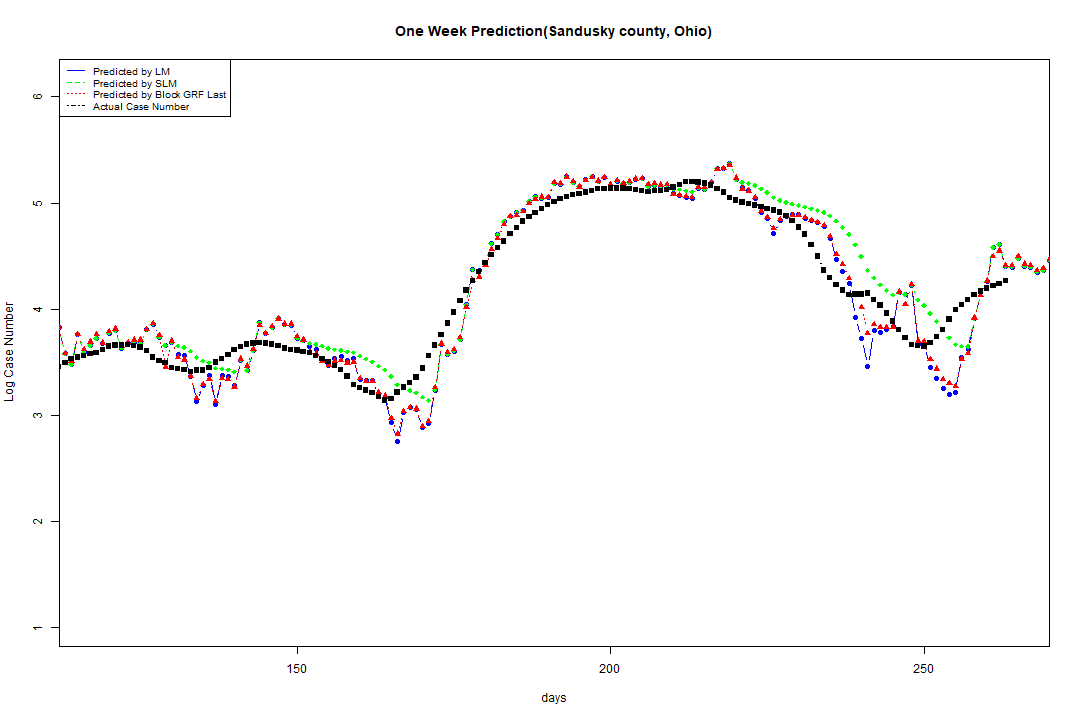 One Week Prediction(Sandusky county, Ohio)
Predicted by LM
Predicted by SLM
Predicted by Block GRF Last
Actual Case Number
6
5
4
3
2
1
Log Case Number
150
200
250
days